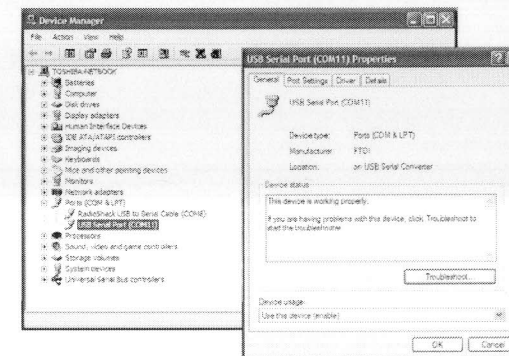 Device Manager
File Action View Help
TOSHIBA-NETBOOK
Batteries
Computer
Disk drives
Display adapters
Human Interface Devices
IDE ATA/ATAPI controllers
Imaging devices
Keyboards
Mice and other pointing devices
Monitors
Network adapters
Ports (COM & LPT)
RadioShack USB to Serial Cable
USB Serial Port (COM11)
Processors
Sound, video and game controllers
Storage volumes
System devices
Universal Serial Bus controllers
USB Serial Port (COM11) Properties
General Port Settings Driver Details
USB Serial Port (COM11)
Device type: Ports (COM & LPT)
Manufacturer: FTDI
Location: on USB Serial Converter
Device status
This device is working properly.
If you are having problems with this device, click Troubleshoot to
start the troubleshooter.
Troubleshoot...
Device usage:
Use this device (enable)
OK Cancel